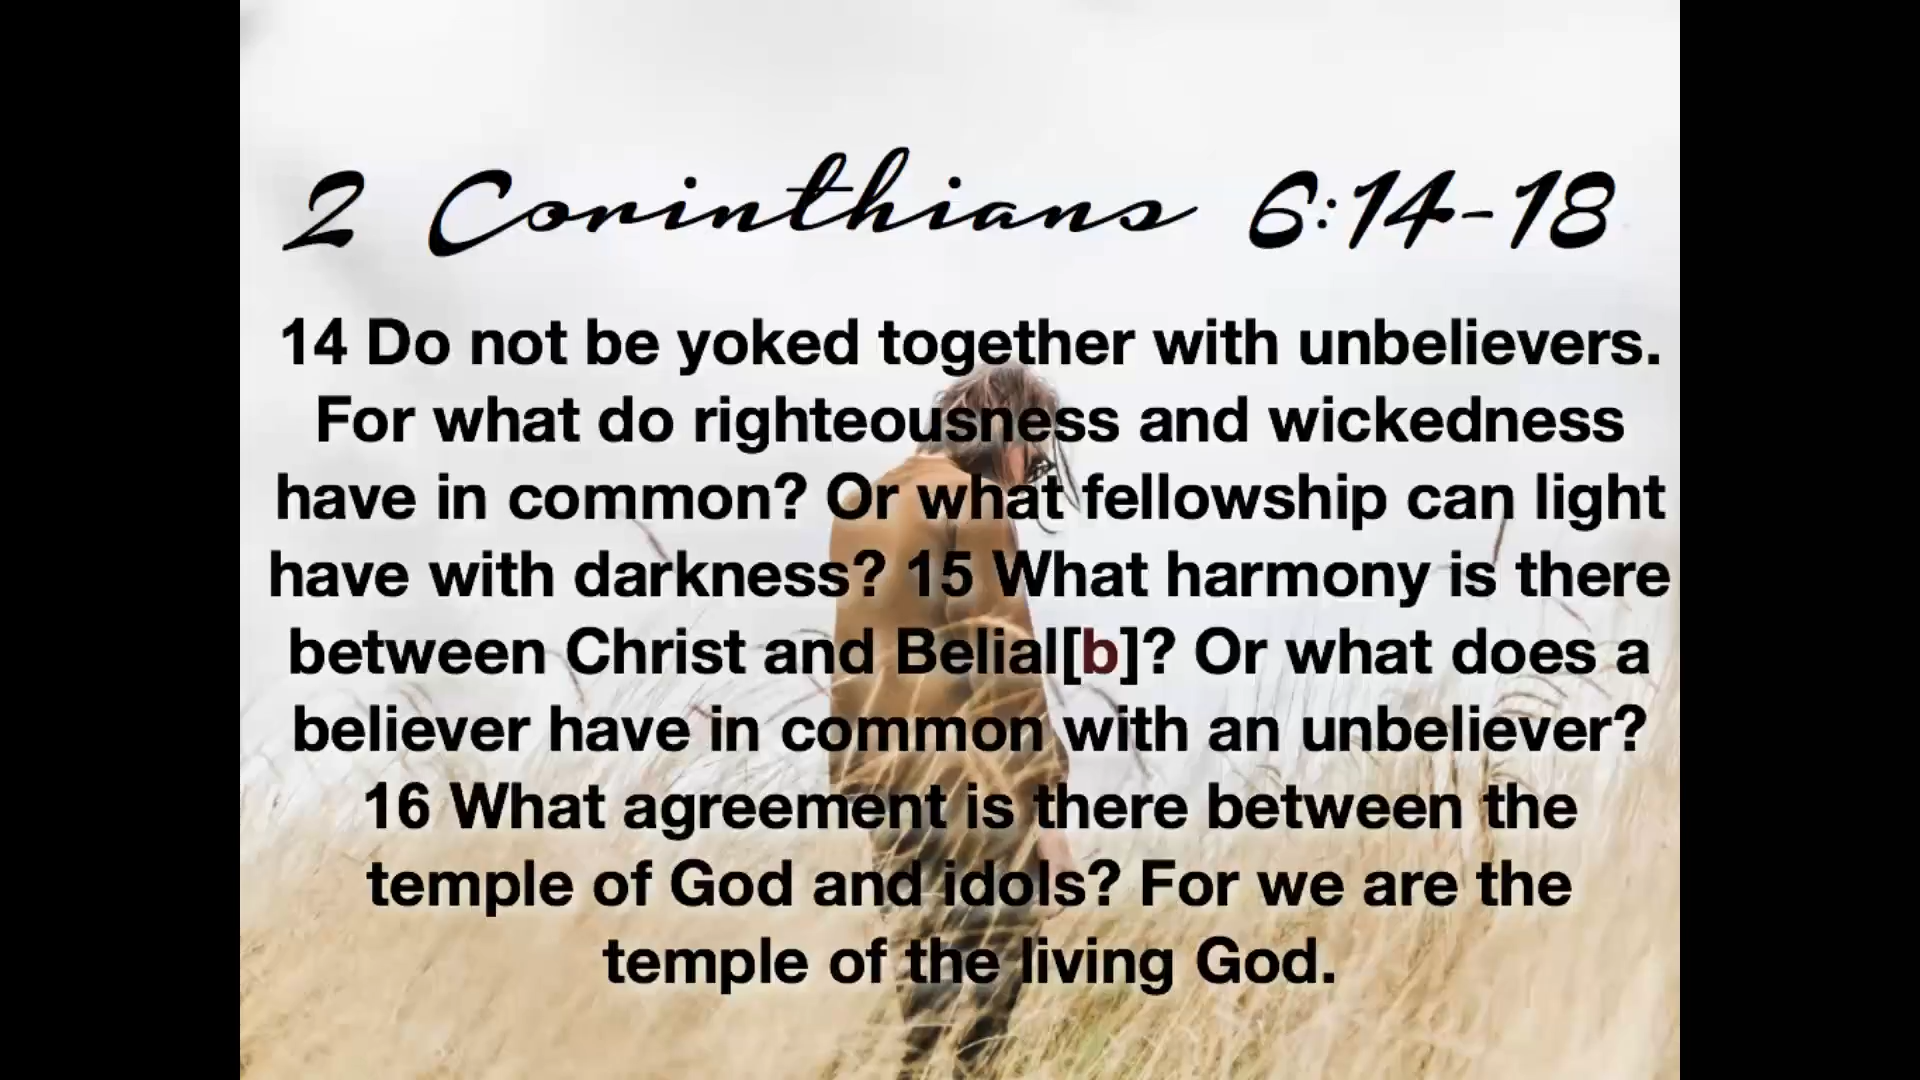 2 Corinthians 6:14-18
14 Do not be yoked together with unbelievers.
For what do righteousness and wickedness
have in common? Or what fellowship can light
have with darkness? 15 What harmony is there
between Christ and Belial[b]? Or what does a
believer have in common with an unbeliever?
16 What agreement is there between the
temple of God and idols? For we are the
temple of the living God.